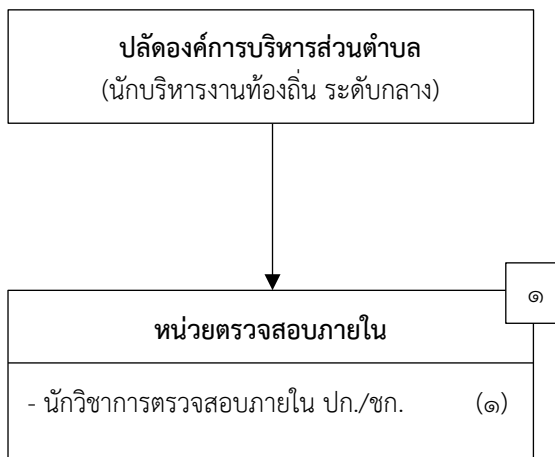 ปลัดองค์การบริหารส่วนตำบล
(นักบริหารงานท้องถิ่น ระดับกลาง)
๑
หน่วยตรวจสอบภายใน
- นักวิชาการตรวจสอบภายใน ปก./ชก. (๑)